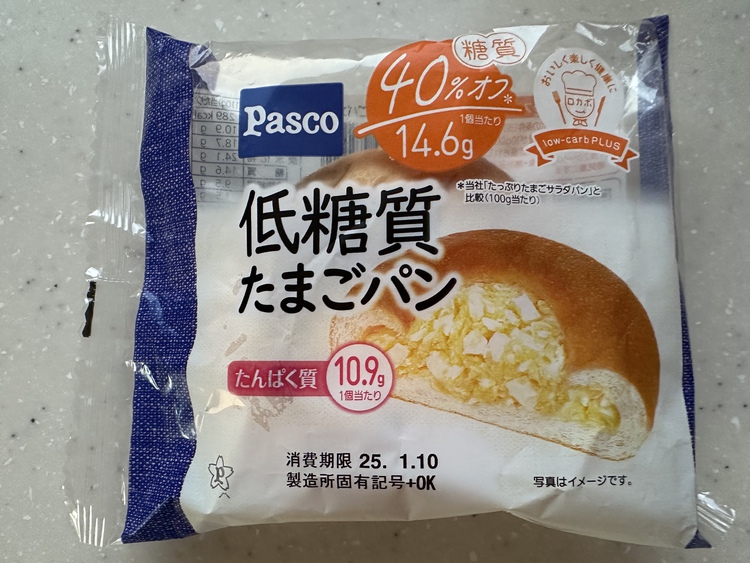 Pasco
糖質
40%オフ*
1個当たり
14.6g
おいしく楽しく健康に
ロカボ
low-carb PLUS
*当社「たっぷりたまごサラダパン」と
比較(100g当たり)
低糖質
たまごパン
たんぱく質
10.9g
1個当たり
消費期限 25. 1.10
製造所固有記号+OK
写真はイメージです。